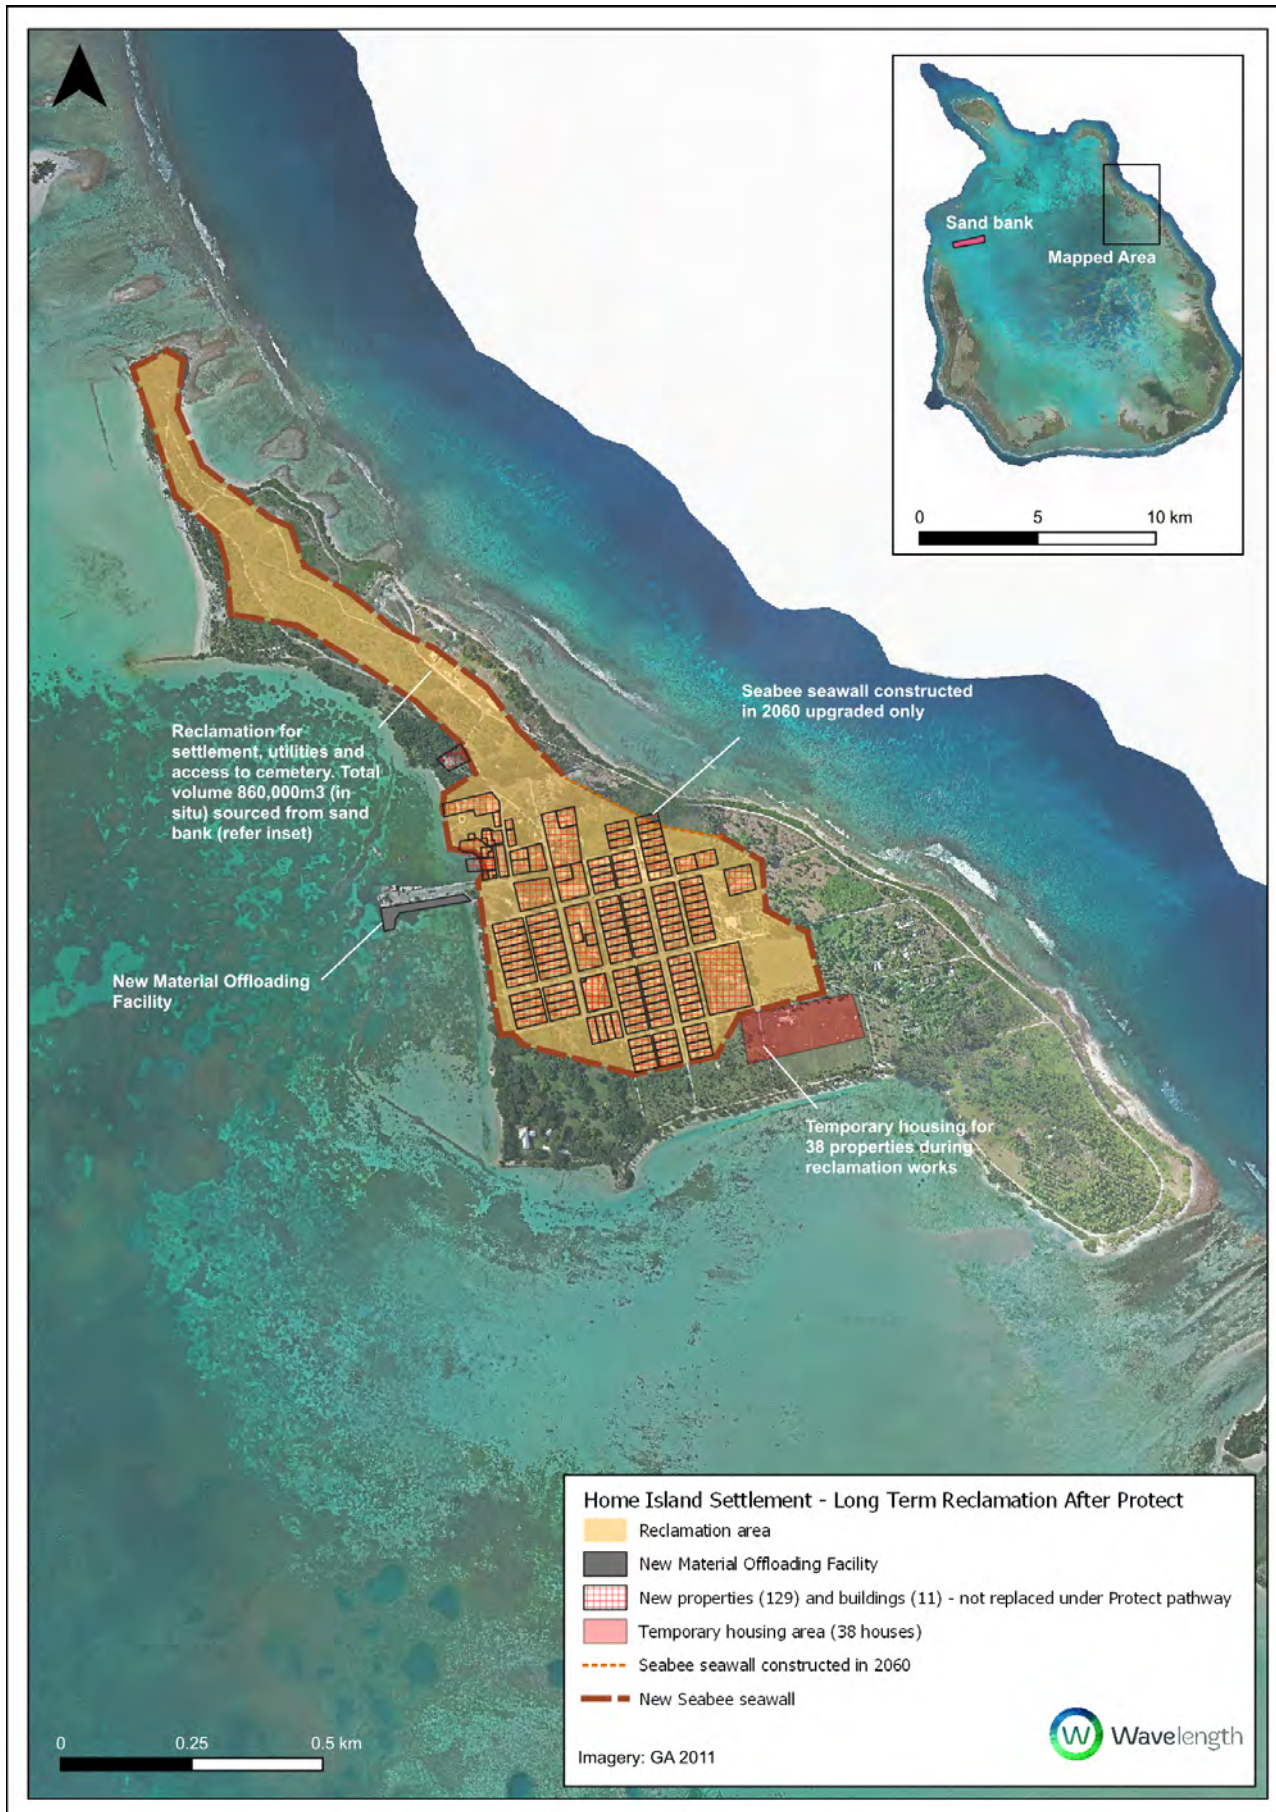 Sand bank
Mapped Area
0 5 10 km
Seabee seawall constructed
in 2060 upgraded only
Reclamation for
settlement, utilities and
access to cemetery. Total
volume 860,000m3 (in
situ) sourced from sand
bank (refer inset)
New Material Offloading
Facility
Temporary housing for
38 properties during
reclamation works
Home Island Settlement - Long Term Reclamation After Protect
Reclamation area
New Material Offloading Facility
New properties (129) and buildings (11) - not replaced under Protect pathway
Temporary housing area (38 houses)
Seabee seawall constructed in 2060
New Seabee seawall
Imagery: GA 2011
W Wavelength
0 0.25 0.5 km